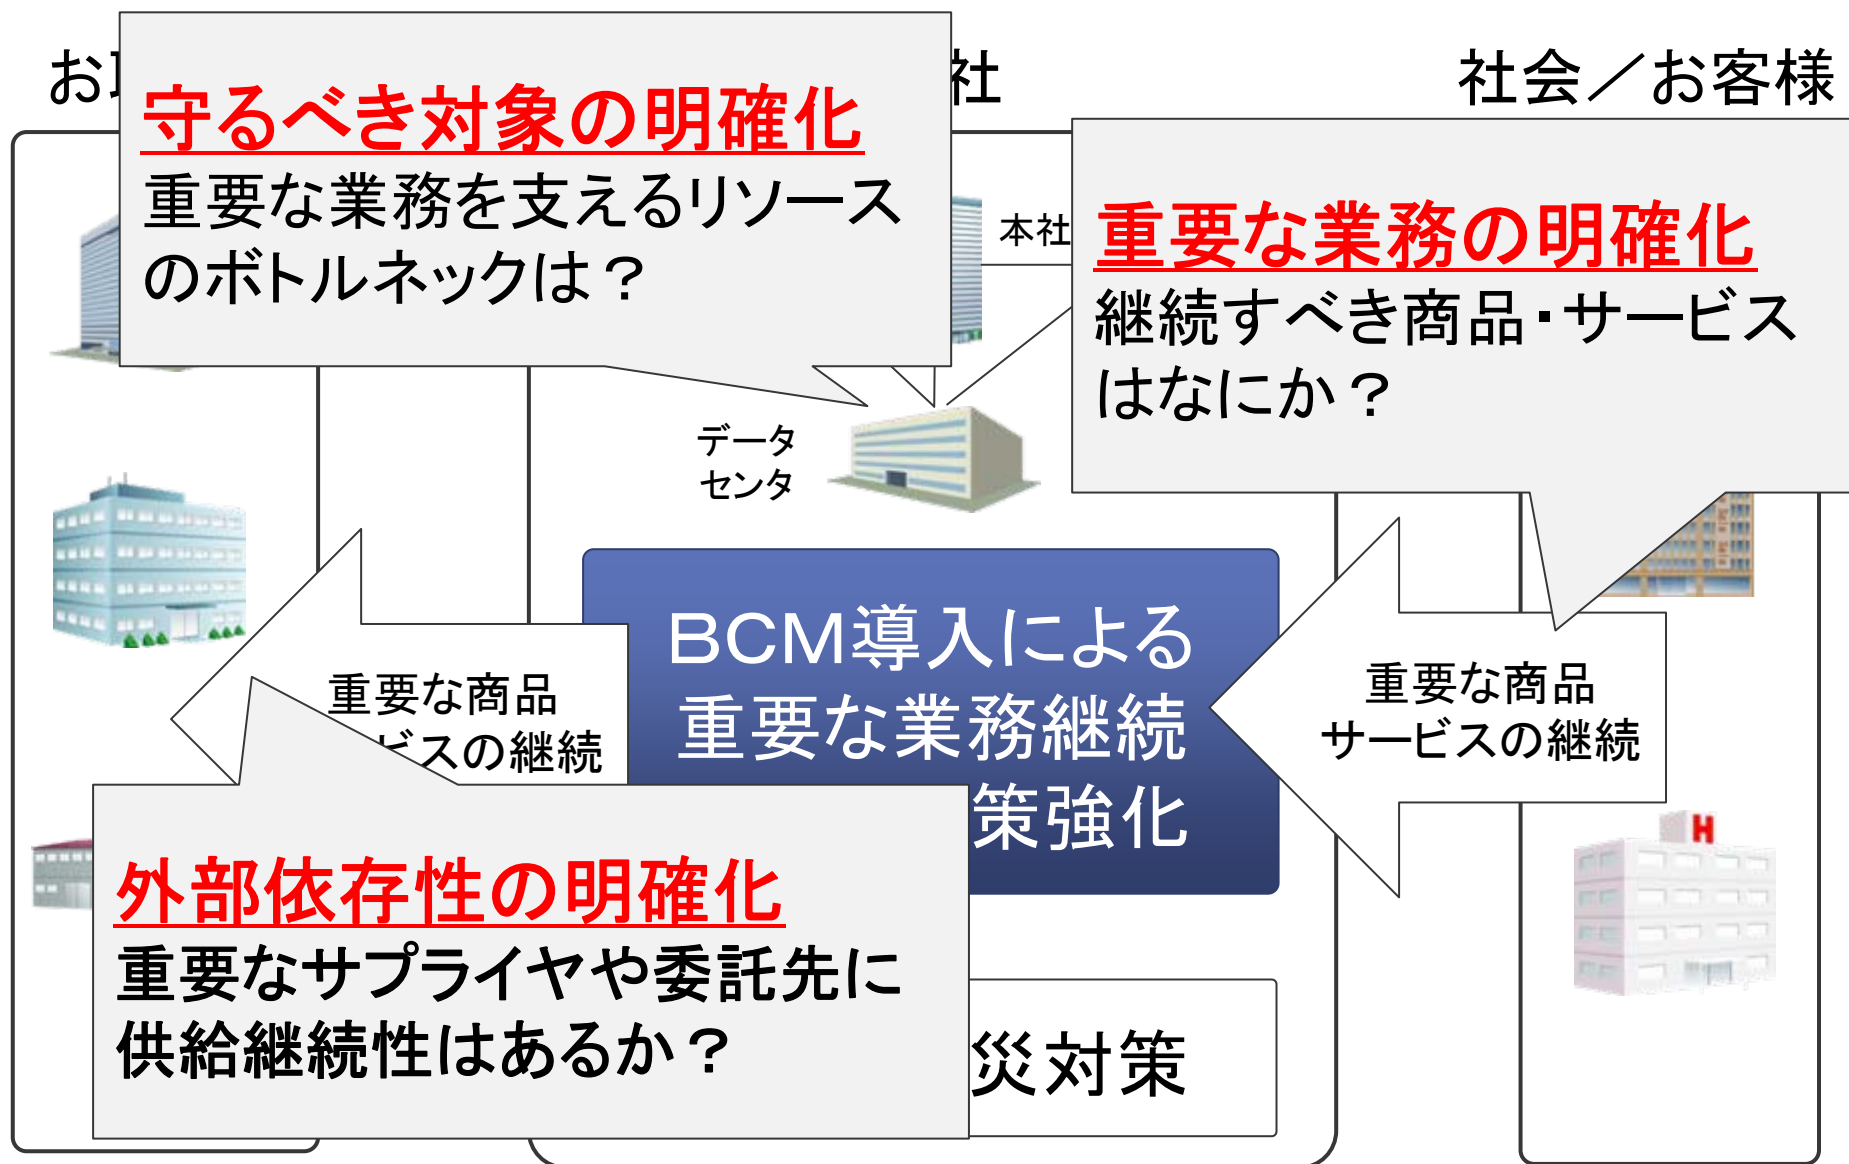 お
社
社会／お客様
守るべき対象の明確化
重要な業務を支えるリソース
のボトルネックは？
本社
重要な業務の明確化
継続すべき商品・サービス
はなにか？
データ
センタ
BCM導入による
重要な業務継続
策強化
重要な商品
ビスの継続
重要な商品
サービスの継続
外部依存性の明確化
重要なサプライヤや委託先に
供給継続性はあるか？
災対策
H